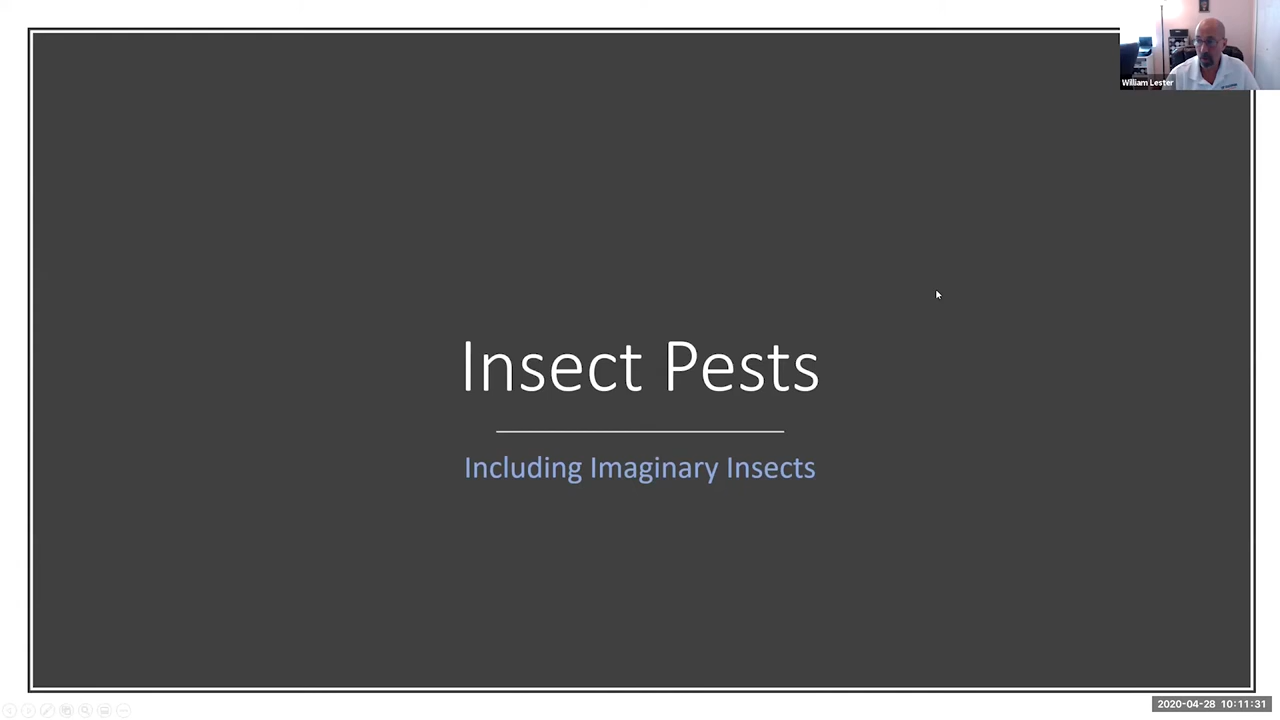 William Lester
Insect Pests
Including Imaginary Insects
2020-04-28 10:11:31